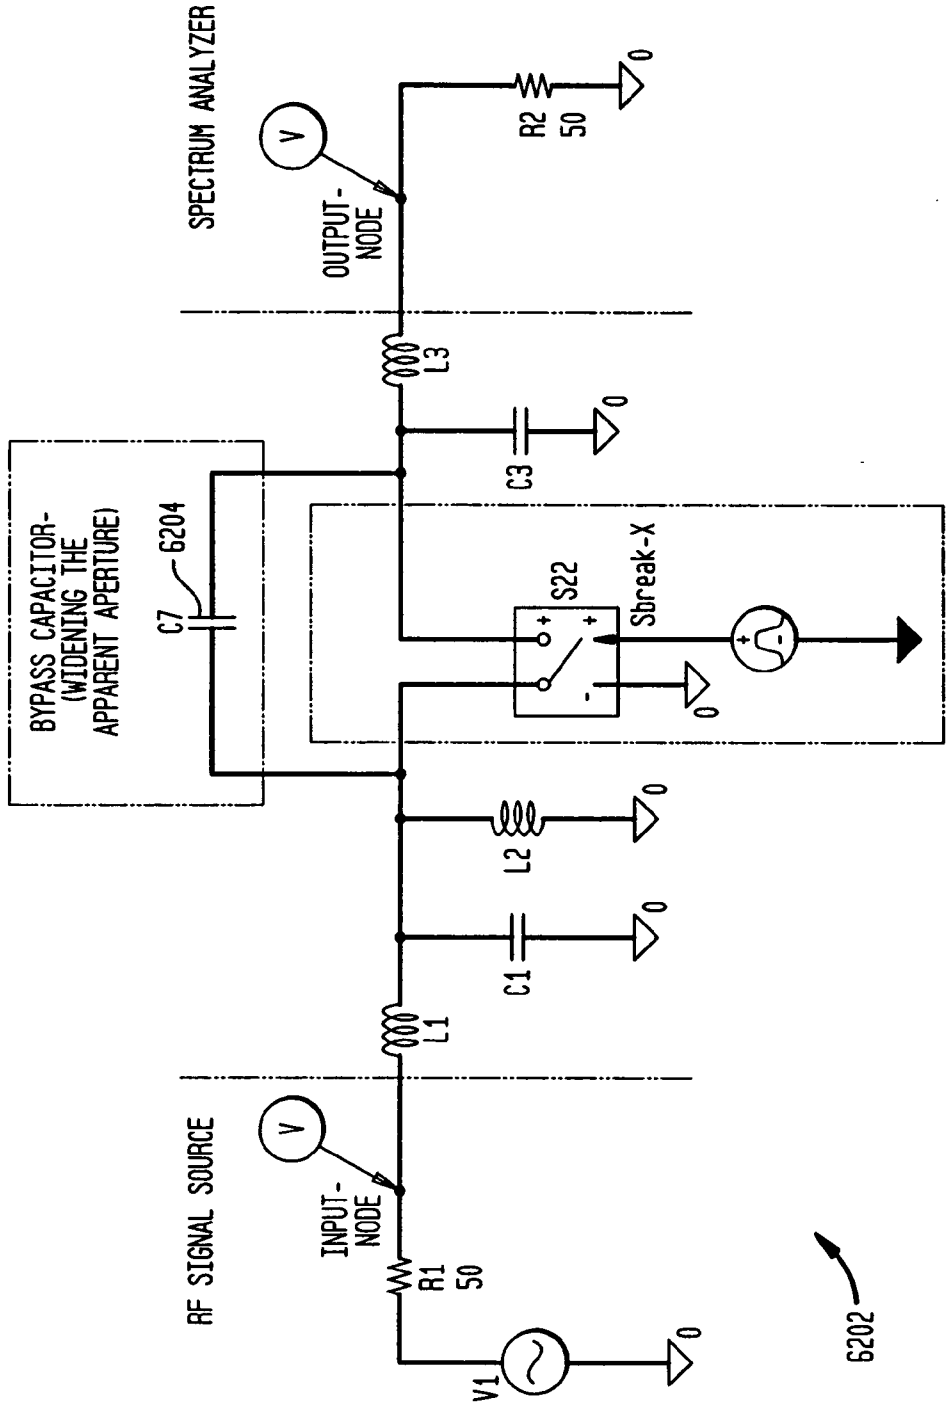 RF SIGNAL SOURCE
SPECTRUM ANALYZER
BYPASS CAPACITOR-
(WIDENING THE
APPARENT APERTURE)
C7
6204
V
INPUT-
NODE
V
OUTPUT-
NODE
V1
R1
50
0
L1
C1
0
L2
0
S22
+
+
-
Sbreak-X
0
+
-
C3
0
L3
R2
50
0
6202